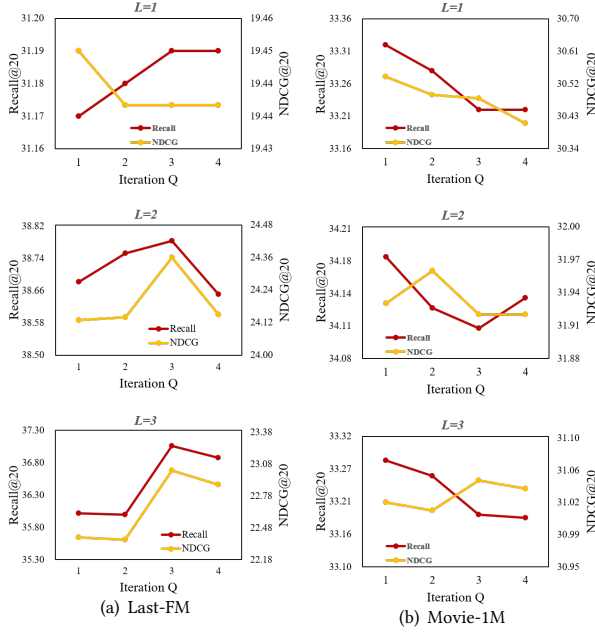 L=1
31.20
31.19
31.18
31.17
31.16
19.46
19.45
19.44
19.44
19.43
Recall@20
NDCG@20
Recall
NDCG
1 2 3 4
Iteration Q
L=1
33.36
33.31
33.26
33.21
33.16
30.70
30.61
30.52
30.43
30.34
Recall@20
NDCG@20
Recall
NDCG
1 2 3 4
Iteration Q
L=2
38.82
38.74
38.66
38.58
38.50
24.48
24.36
24.24
24.12
24.00
Recall@20
NDCG@20
Recall
NDCG
1 2 3 4
Iteration Q
L=2
34.21
34.18
34.14
34.11
34.08
32.00
31.97
31.94
31.91
31.88
Recall@20
NDCG@20
Recall
NDCG
1 2 3 4
Iteration Q
L=3
37.30
36.80
36.30
35.80
35.30
23.38
23.08
22.78
22.48
22.18
Recall@20
NDCG@20
Recall
NDCG
1 2 3 4
Iteration Q
L=3
33.32
33.27
33.21
33.16
33.10
31.10
31.06
31.02
30.99
30.95
Recall@20
NDCG@20
Recall
NDCG
1 2 3 4
Iteration Q
(a) Last-FM
(b) Movie-1M